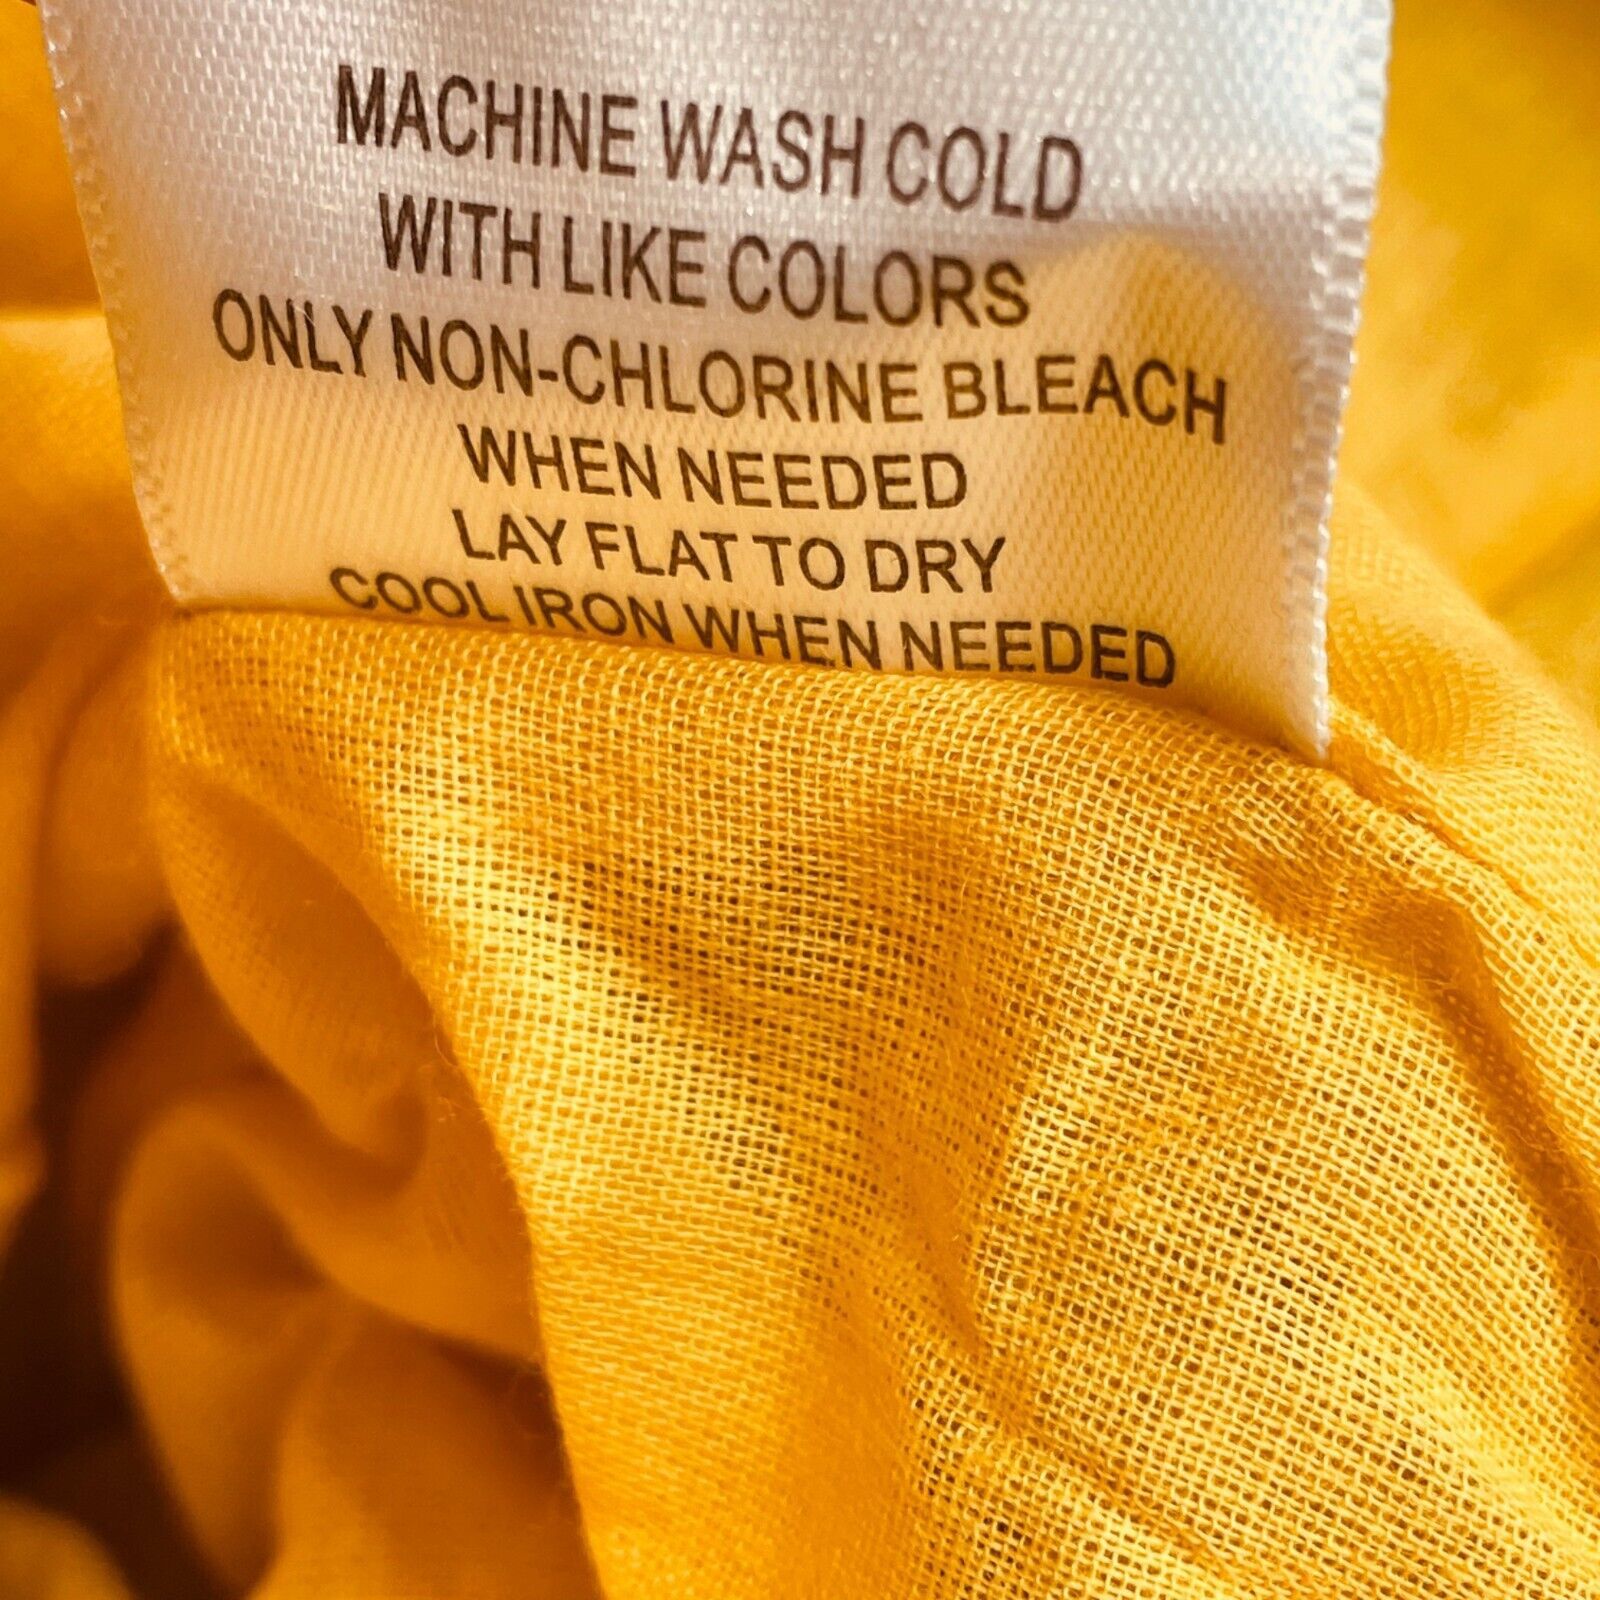 MACHINE WASH COLD
WITH LIKE COLORS
ONLY NON-CHLORINE BLEACH
WHEN NEEDED
LAY FLAT TO DRY
COOL IRON WHEN NEEDED